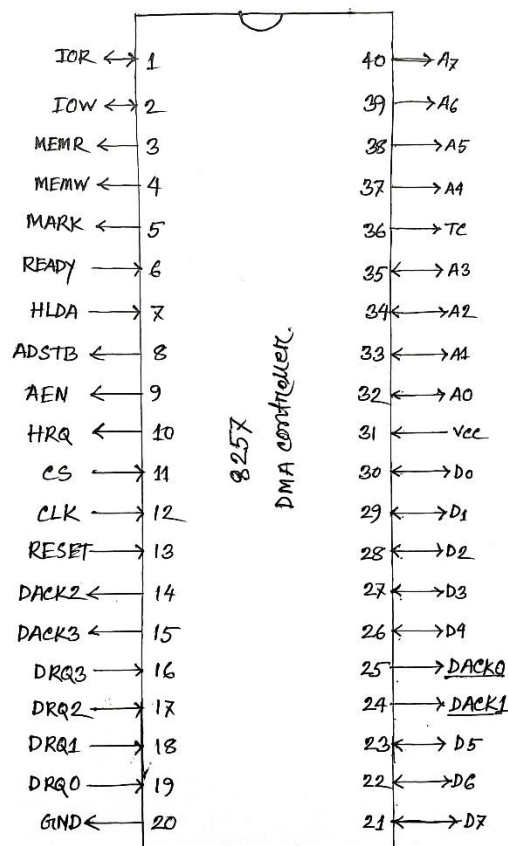 IOR 1 40 A7
IOW 2 39 A6
MEMR 3 38 A5
MEMW 4 37 A4
MARK 5 36 TC
READY 6 35 A3
HLDA 7 34 A2
ADSTB 8 33 A1
AEN 9 32 A0
HRQ 10 31 VCC
CS 11 30 D0
CLK 12 29 D1
RESET 13 28 D2
DACK2 14 27 D3
DACK3 15 26 D4
DRQ3 16 25 DACK0
DRQ2 17 24 DACK1
DRQ1 18 23 D5
DRQ0 19 22 D6
GND 20 21 D7
8257
DMA controller.